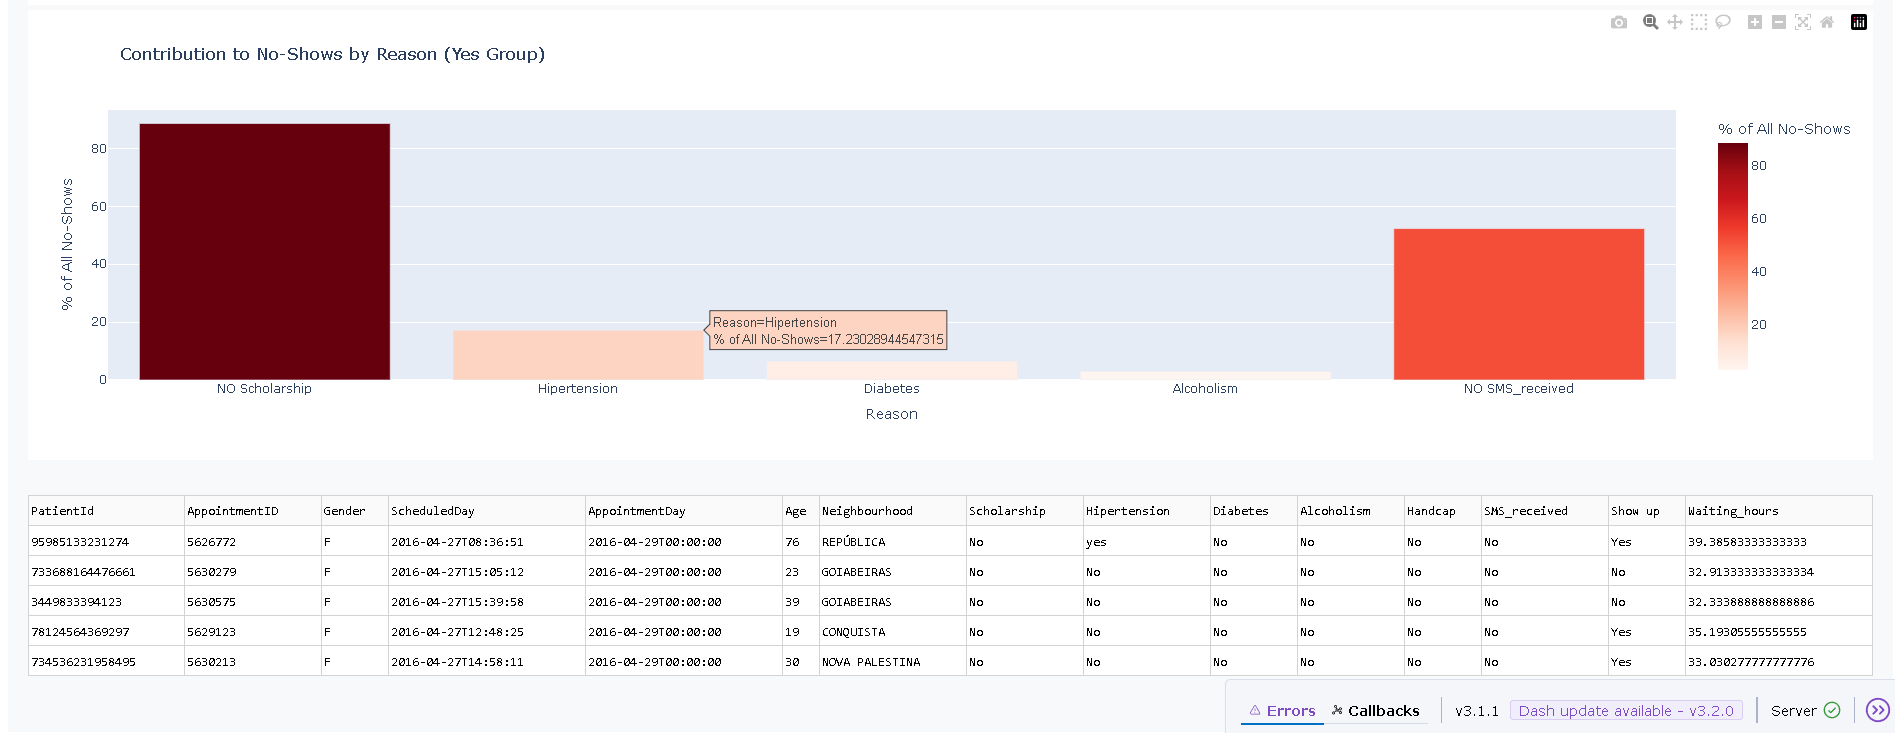 Contribution to No-Shows by Reason (Yes Group)
% of All No-Shows
80
60
40
20
0
NO Scholarship
Hipertension
Diabetes
Alcoholism
NO SMS_received
Reason
Reason=Hipertension
% of All No-Shows=17.23028944547315
% of All No-Shows
80
60
40
20
PatientId AppointmentID Gender ScheduledDay AppointmentDay Age Neighbourhood Scholarship Hipertension Diabetes Alcoholism Handcap SMS_received Show up Waiting_hours
95985133231274 5626772 F 2016-04-27T08:36:51 2016-04-29T00:00:00 76 REPÚBLICA No yes No No No No Yes 39.38583333333333
733688164476661 5630279 F 2016-04-27T15:05:12 2016-04-29T00:00:00 23 GOIABEIRAS No No No No No No No 32.913333333333334
3449833394123 5630575 F 2016-04-27T15:39:58 2016-04-29T00:00:00 39 GOIABEIRAS No No No No No No No 32.333888888888886
78124564369297 5629123 F 2016-04-27T12:48:25 2016-04-29T00:00:00 19 CONQUISTA No No No No No No Yes 35.19305555555555
734536231958495 5630213 F 2016-04-27T14:58:11 2016-04-29T00:00:00 30 NOVA PALESTINA No No No No No No Yes 33.030277777777776
Errors Callbacks v3.1.1 Dash update available - v3.2.0 Server